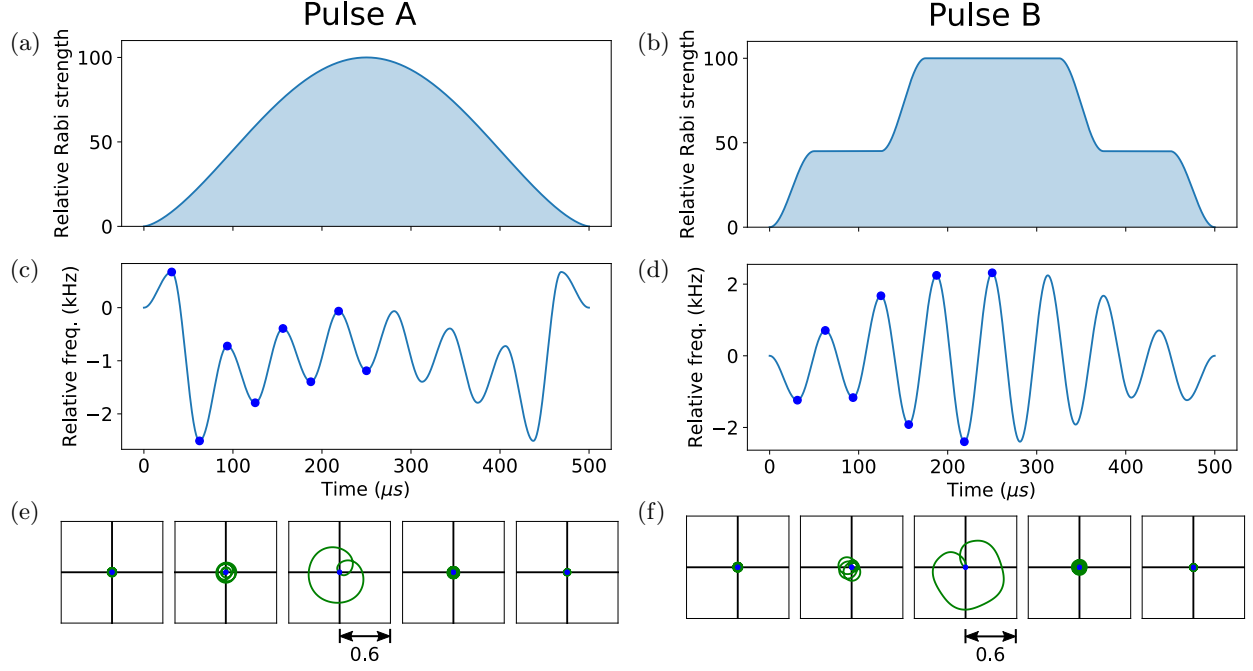 Pulse A
Pulse B
(a)
Relative Rabi strength
100
50
0
(b)
Relative Rabi strength
100
50
0
(c)
Relative freq. (kHz)
0
−1
−2
0 100 200 300 400 500
Time (μs)
(d)
Relative freq. (kHz)
2
0
−2
0 100 200 300 400 500
Time (μs)
(e)
0.6
(f)
0.6